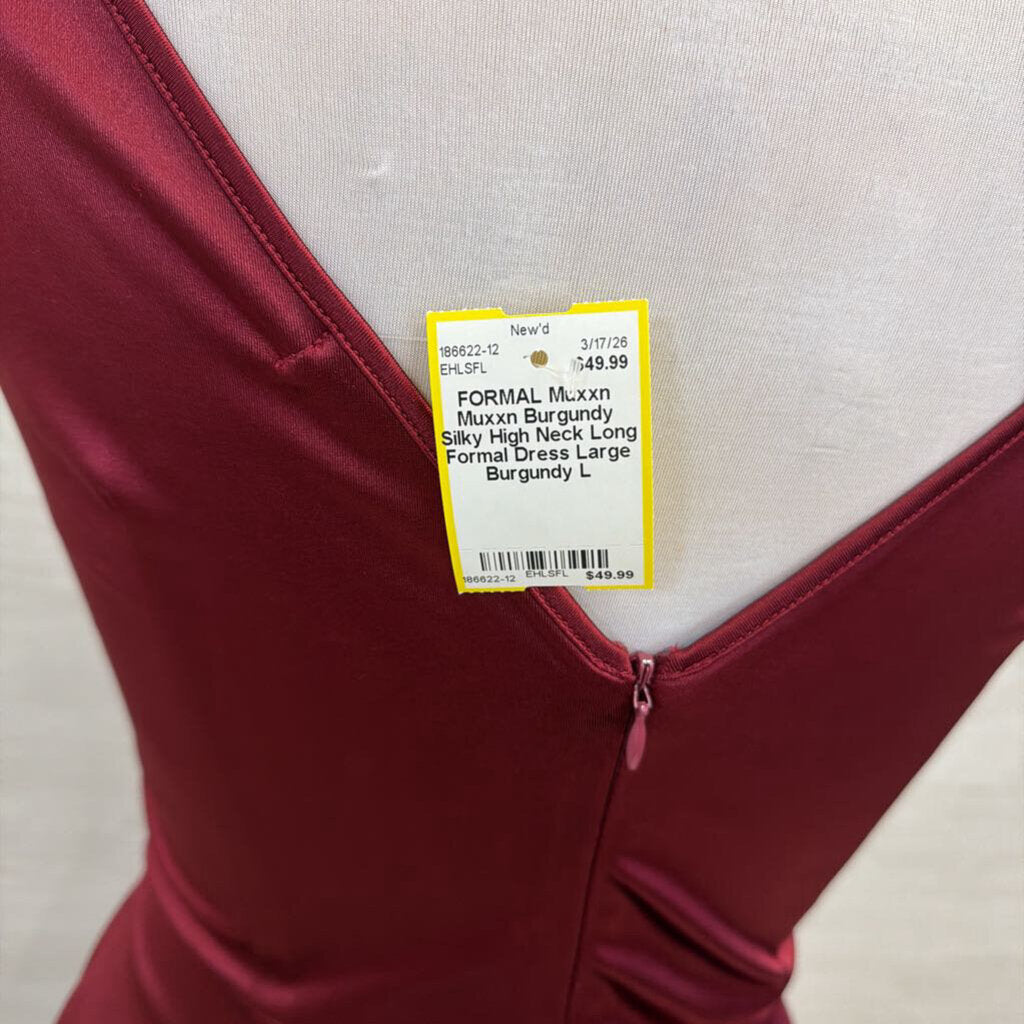 New'd
186622-12 3/17/26
EHLSFL $49.99
FORMAL Muxxn
Muxxn Burgundy
Silky High Neck Long
Formal Dress Large
Burgundy L
186622-12 EHLSFL $49.99